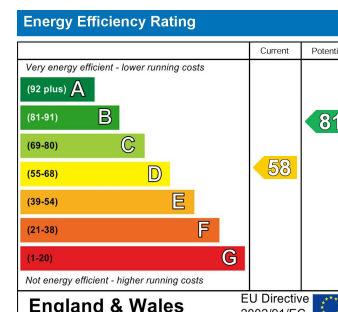 Energy Efficiency Rating
Current
Very energy efficient - lower running costs
(92 plus) A
(81-91) B
81
(69-80) C
(55-68) D
58
(39-54) E
(21-38) F
(1-20) G
Not energy efficient - higher running costs
England & Wales
EU Directive